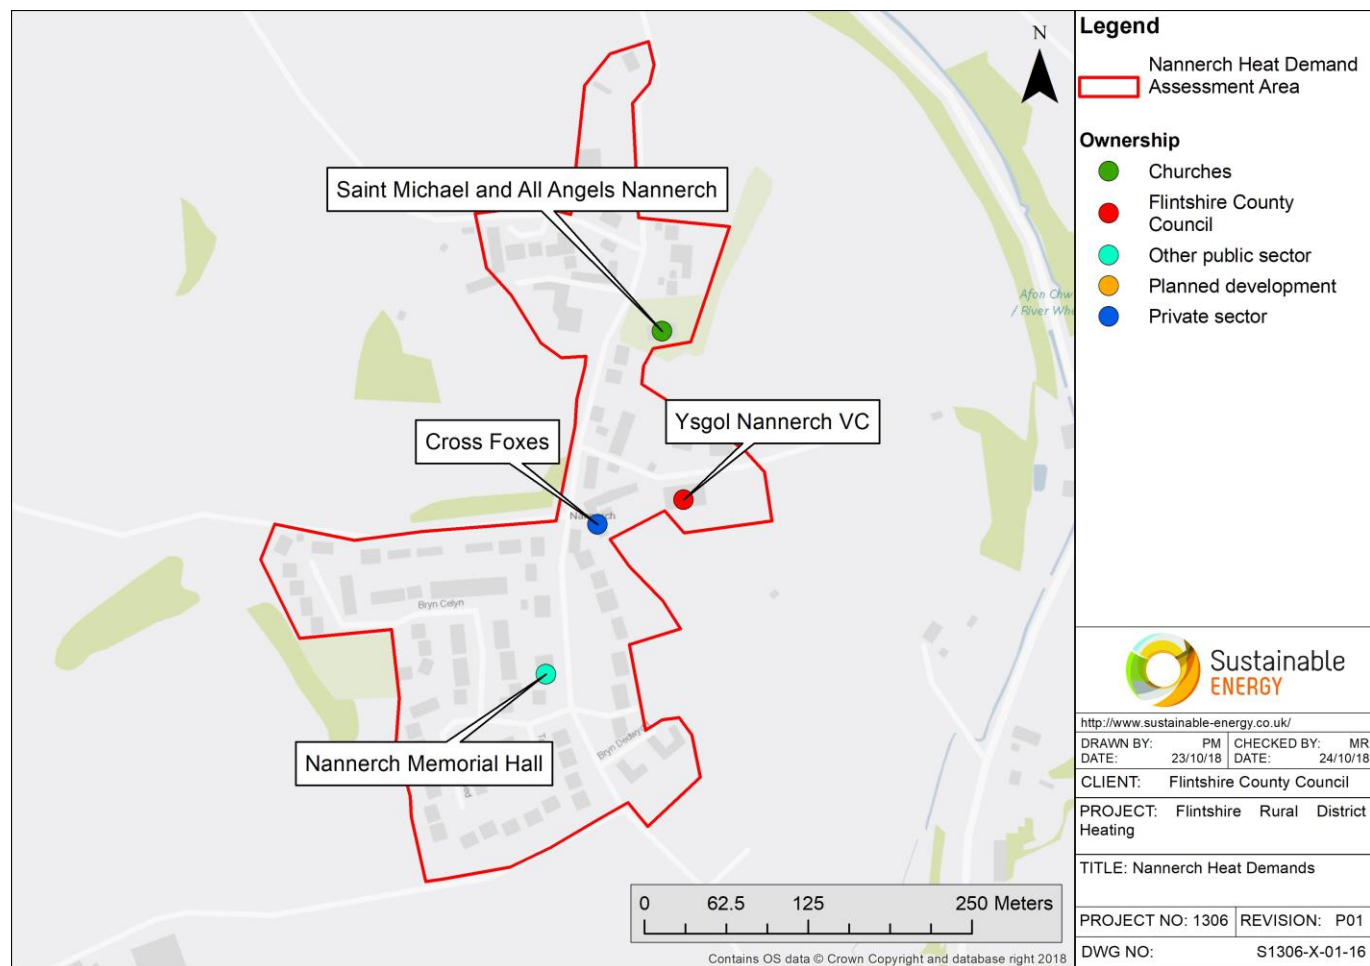 N
Saint Michael and All Angels Nannerch
Afon Chw
/ River Whe
Ysgol Nannerch VC
Cross Foxes
Bryn Celyn
Nannerch Memorial Hall
0 62.5 125 250 Meters
Contains OS data © Crown Copyright and database right 2018
Legend
Nannerch Heat Demand
Assessment Area
Ownership
Churches
Flintshire County
Council
Other public sector
Planned development
Private sector
Sustainable
ENERGY
http://www.sustainable-energy.co.uk/
DRAWN BY: PM CHECKED BY: MR
DATE: 23/10/18 DATE: 24/10/18
CLIENT: Flintshire County Council
PROJECT: Flintshire Rural District
Heating
TITLE: Nannerch Heat Demands
PROJECT NO: 1306 REVISION: P01
DWG NO: S1306-X-01-16